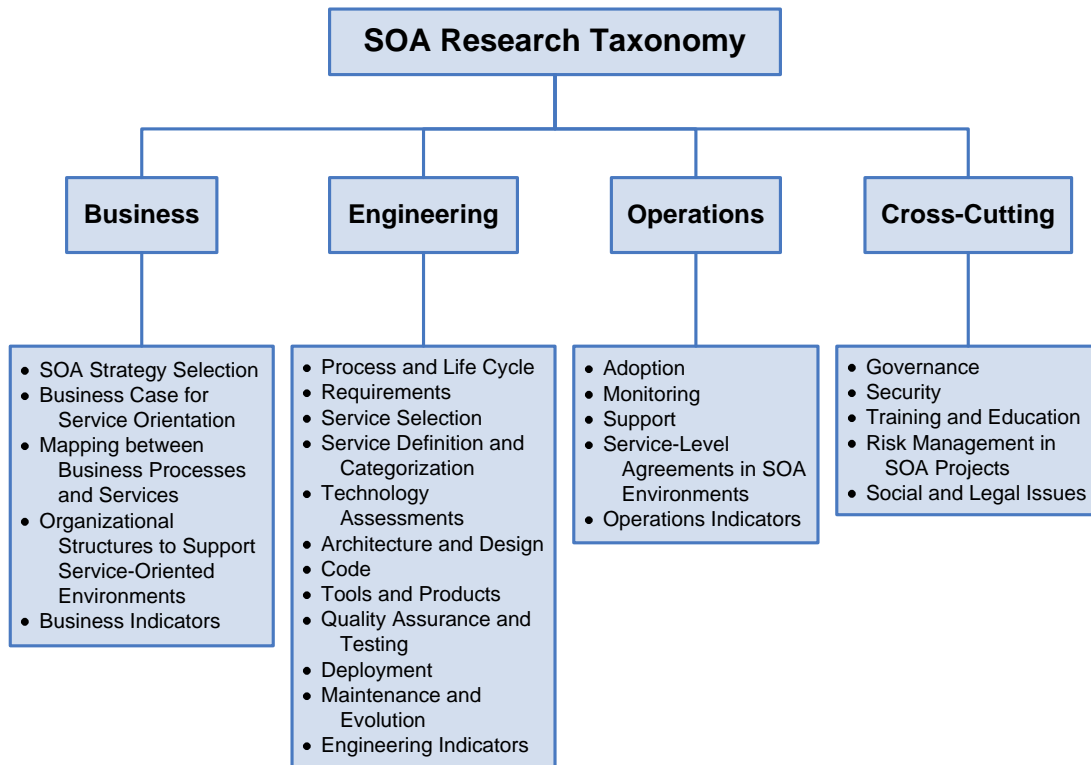 SOA Research Taxonomy
Business
Engineering
Operations
Cross-Cutting
• SOA Strategy Selection
• Business Case for
Service Orientation
• Mapping between
Business Processes
and Services
• Organizational
Structures to Support
Service-Oriented
Environments
• Business Indicators
• Process and Life Cycle
• Requirements
• Service Selection
• Service Definition and
Categorization
• Technology
Assessments
• Architecture and Design
• Code
• Tools and Products
• Quality Assurance and
Testing
• Deployment
• Maintenance and
Evolution
• Engineering Indicators
• Adoption
• Monitoring
• Support
• Service-Level
Agreements in SOA
Environments
• Operations Indicators
• Governance
• Security
• Training and Education
• Risk Management in
SOA Projects
• Social and Legal Issues